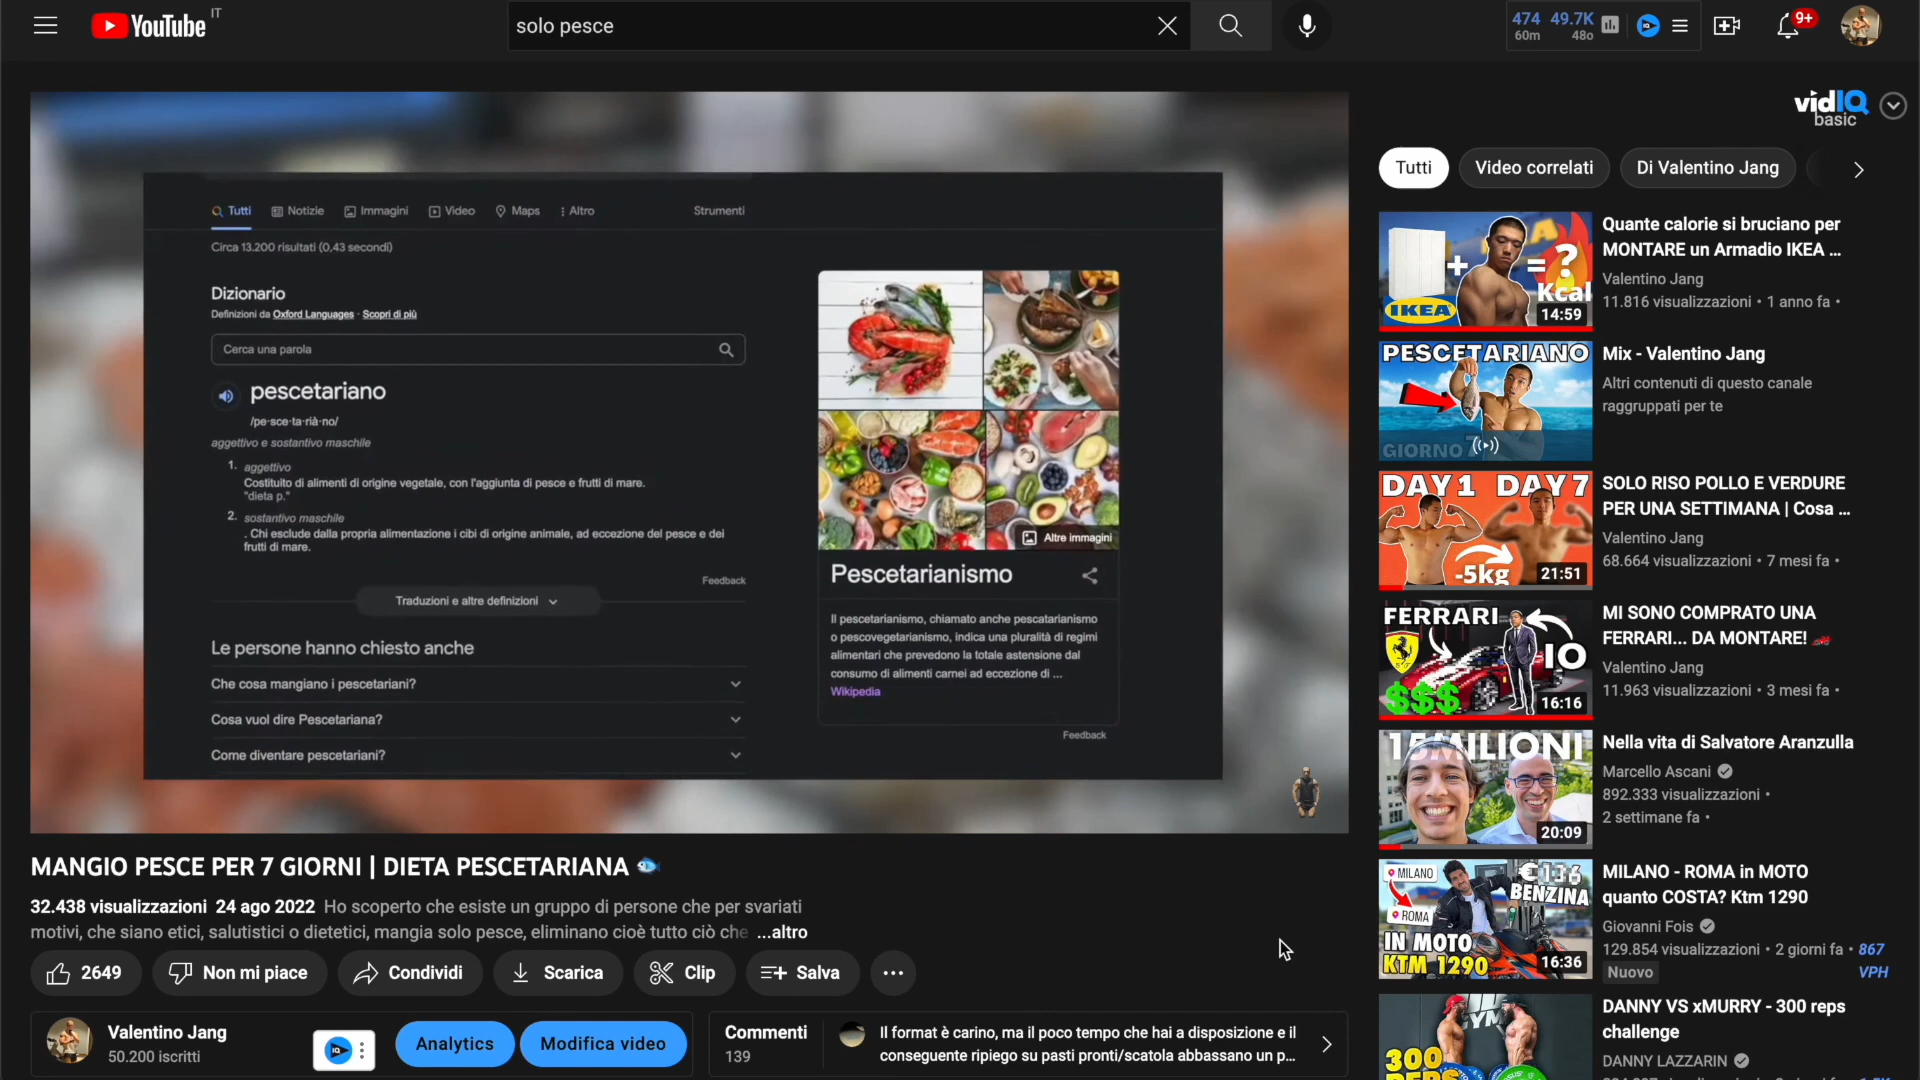 YouTube
IT
solo pesce
474 49.7K
60m 48o
9+
vidIQ
basic
Tutti
Video correlati
Di Valentino Jang
Tutti
Notizie
Immagini
Video
Maps
Altro
Strumenti
Circa 13.200 risultati (0,43 secondi)
Dizionario
Definizioni da Oxford Languages · Scopri di più
Cerca una parola
pescetariano
/pe·sce·ta·rià·no/
aggettivo e sostantivo maschile
1. aggettivo
Costituito di alimenti di origine vegetale, con l'aggiunta di pesce e frutti di mare.
"dieta p."
2. sostantivo maschile
. Chi esclude dalla propria alimentazione i cibi di origine animale, ad eccezione del pesce e dei
frutti di mare.
Feedback
Traduzioni e altre definizioni
Le persone hanno chiesto anche
Che cosa mangiano i pescetariani?
Cosa vuol dire Pescetariana?
Come diventare pescetariani?
Altre immagini
Pescetarianismo
Il pescetarianismo, chiamato anche pescatarianismo
o pescovegetarianismo, indica una pluralità di regimi
alimentari che prevedono la totale astensione dal
consumo di alimenti carnei ad eccezione di ...
Wikipedia
Feedback
MANGIO PESCE PER 7 GIORNI | DIETA PESCETARIANA 🐟
32.438 visualizzazioni 24 ago 2022 Ho scoperto che esiste un gruppo di persone che per svariati
motivi, che siano etici, salutistici o dietetici, mangia solo pesce, eliminano cioè tutto ciò che ...altro
2649
Non mi piace
Condividi
Scarica
Clip
Salva
Valentino Jang
50.200 iscritti
IQ
Analytics
Modifica video
Commenti
139
Il format è carino, ma il poco tempo che hai a disposizione e il
conseguente ripiego su pasti pronti/scatola abbassano un p...
+ = ?
Kcal
IKEA
14:59
Quante calorie si bruciano per
MONTARE un Armadio IKEA ...
Valentino Jang
11.816 visualizzazioni • 1 anno fa •
PESCETARIANO
GIORNO 7
Mix - Valentino Jang
Altri contenuti di questo canale
raggruppati per te
DAY 1 DAY 7
-5kg
21:51
SOLO RISO POLLO E VERDURE
PER UNA SETTIMANA | Cosa ...
Valentino Jang
68.664 visualizzazioni • 7 mesi fa •
FERRARI
IO
$$$
16:16
MI SONO COMPRATO UNA
FERRARI... DA MONTARE! 🏎️
Valentino Jang
11.963 visualizzazioni • 3 mesi fa •
15 MILIONI
20:09
Nella vita di Salvatore Aranzulla
Marcello Ascani
892.333 visualizzazioni •
2 settimane fa •
MILANO
ROMA
€136
BENZINA
IN MOTO
KTM 1290
16:36
MILANO - ROMA in MOTO
quanto COSTA? Ktm 1290
Giovanni Fois
129.854 visualizzazioni • 2 giorni fa • 867
VPH
Nuovo
GYM
300
REPS
DANNY VS xMURRY - 300 reps
challenge
DANNY LAZZARIN